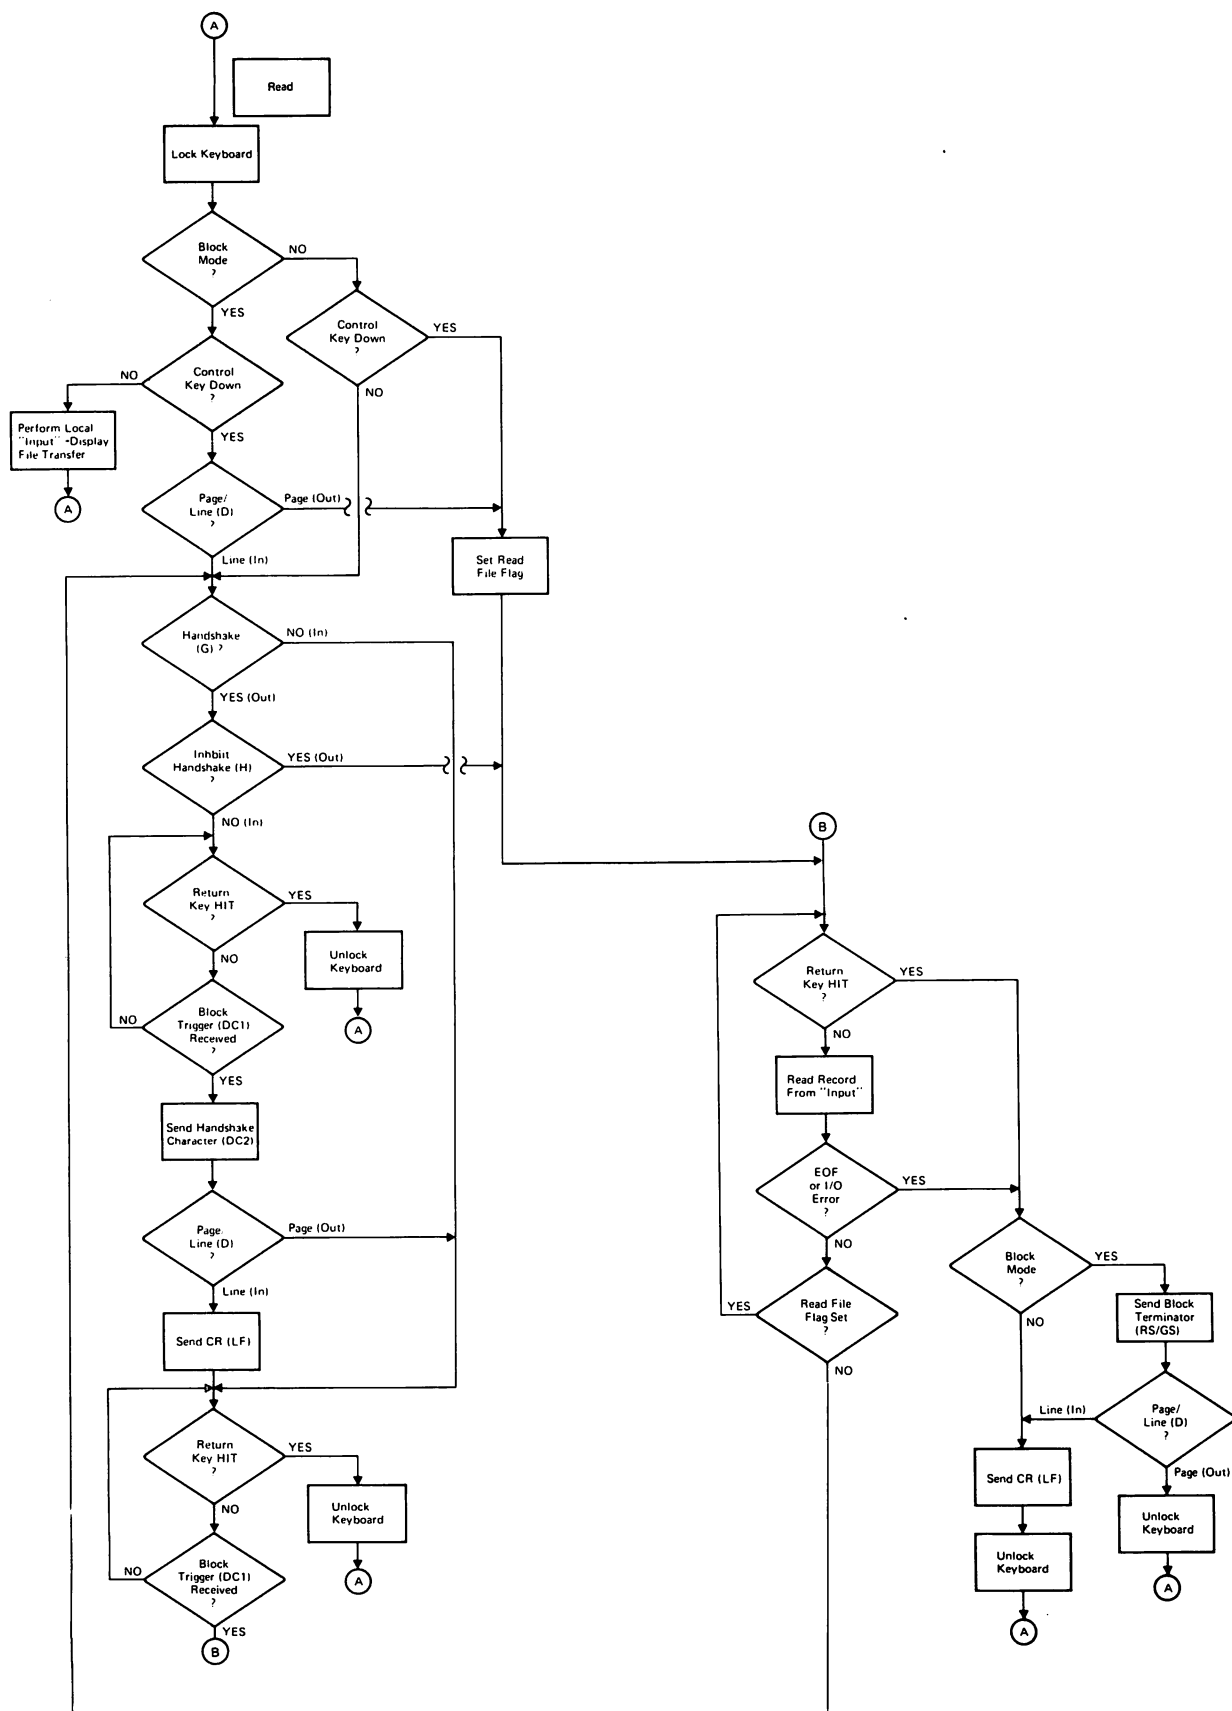 A
Read
Lock Keyboard
Block
Mode
?
NO
YES
Control
Key Down
?
YES
NO
Control
Key Down
?
NO
YES
Perform Local
"Input" -Display
File Transfer
A
Page/
Line (D)
?
Page (Out)
Line (In)
Set Read
File Flag
Handshake
(G) ?
NO (In)
YES (Out)
Inhbiit
Handshake (H)
?
YES (Out)
NO (In)
Return
Key HIT
?
YES
NO
Unlock
Keyboard
A
Block
Trigger (DC1)
Received
?
NO
YES
Send Handshake
Character (DC2)
Page/
Line (D)
?
Page (Out)
Line (In)
Send CR (LF)
Return
Key HIT
?
YES
NO
Unlock
Keyboard
A
Block
Trigger (DC1)
Received
?
NO
YES
B
B
Return
Key HIT
?
YES
NO
Read Record
From "Input"
EOF
or I/O
Error
?
YES
NO
Read File
Flag Set
?
YES
NO
Block
Mode
?
YES
NO
Send Block
Terminator
(RS/GS)
Page/
Line (D)
?
Line (In)
Page (Out)
Send CR (LF)
Unlock
Keyboard
A
Unlock
Keyboard
A